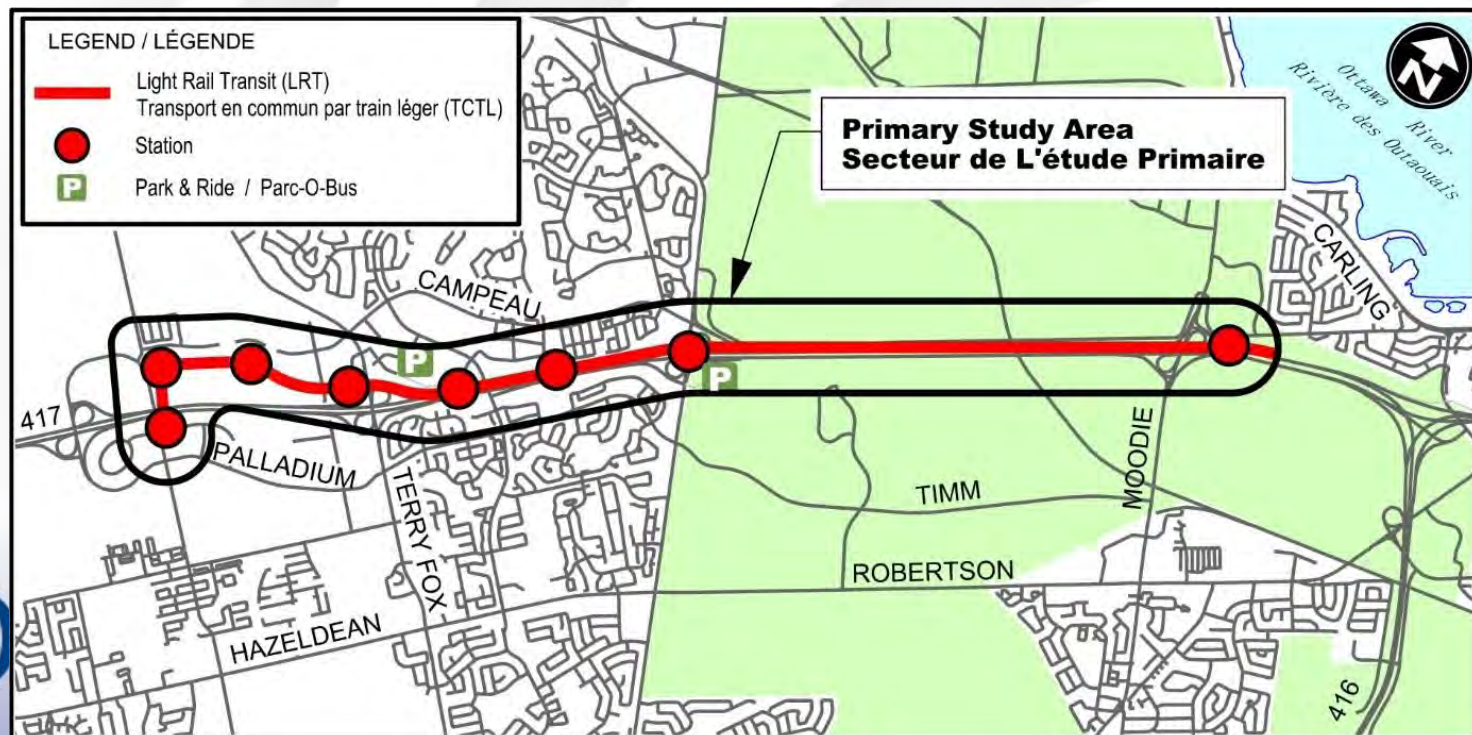 LEGEND / LÉGENDE
Light Rail Transit (LRT)
Transport en commun par train léger (TCTL)
Station
P Park & Ride / Parc-O-Bus
Primary Study Area
Secteur de L'étude Primaire
N
Ottawa River
Rivière des Outaouais
CARLING
CAMPEAU
P
P
417
PALLADIUM
TERRY FOX
MOODIE
TIMM
ROBERTSON
HAZELDEAN
416